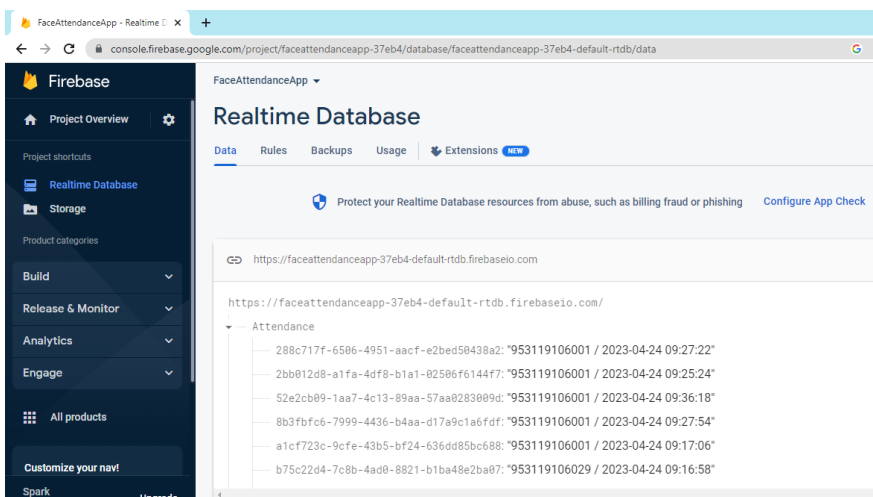 FaceAttendanceApp - Realtime D
console.firebase.google.com/project/faceattendanceapp-37eb4/database/faceattendanceapp-37eb4-default-rtdb/data
Firebase
FaceAttendanceApp
Project Overview
Realtime Database
Data Rules Backups Usage Extensions NEW
Project shortcuts
Realtime Database
Storage
Protect your Realtime Database resources from abuse, such as billing fraud or phishing Configure App Check
Product categories
https://faceattendanceapp-37eb4-default-rtdb.firebaseio.com
Build
Release & Monitor
Analytics
Engage
https://faceattendanceapp-37eb4-default-rtdb.firebaseio.com/
Attendance
288c717f-6506-4951-aacf-e2bed50438a2: "953119106001 / 2023-04-24 09:27:22"
2bb012d8-a1fa-4df8-b1a1-02506f6144f7: "953119106001 / 2023-04-24 09:25:24"
52e2cb09-1aa7-4c13-89aa-57aa0283009d: "953119106001 / 2023-04-24 09:36:18"
8b3fbfc6-7999-4436-b4aa-d17a9c1a6fdf: "953119106001 / 2023-04-24 09:27:54"
a1cf723c-9cfe-43b5-bf24-636dd85bc688: "953119106001 / 2023-04-24 09:17:06"
b75c22d4-7c8b-4ad0-8821-b1ba48e2ba07: "953119106029 / 2023-04-24 09:16:58"
All products
Customize your nav!
Spark
Upgrade